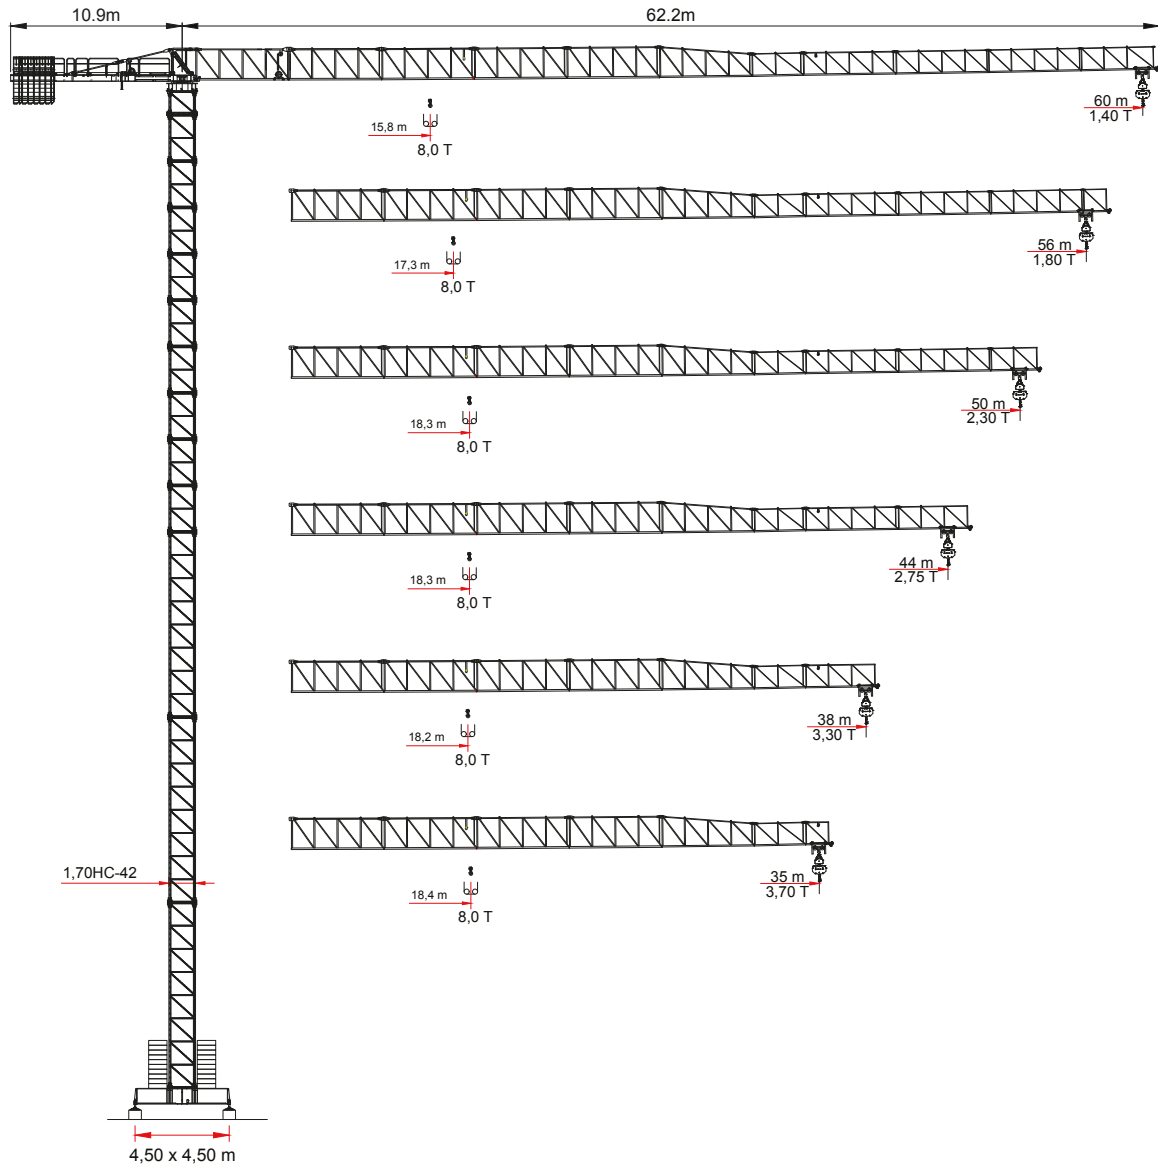 10.9m
62.2m
60 m
1,40 T
15,8 m
8,0 T
56 m
1,80 T
17,3 m
8,0 T
50 m
2,30 T
18,3 m
8,0 T
44 m
2,75 T
18,3 m
8,0 T
38 m
3,30 T
18,2 m
8,0 T
1,70HC-42
35 m
3,70 T
18,4 m
8,0 T
4,50 x 4,50 m